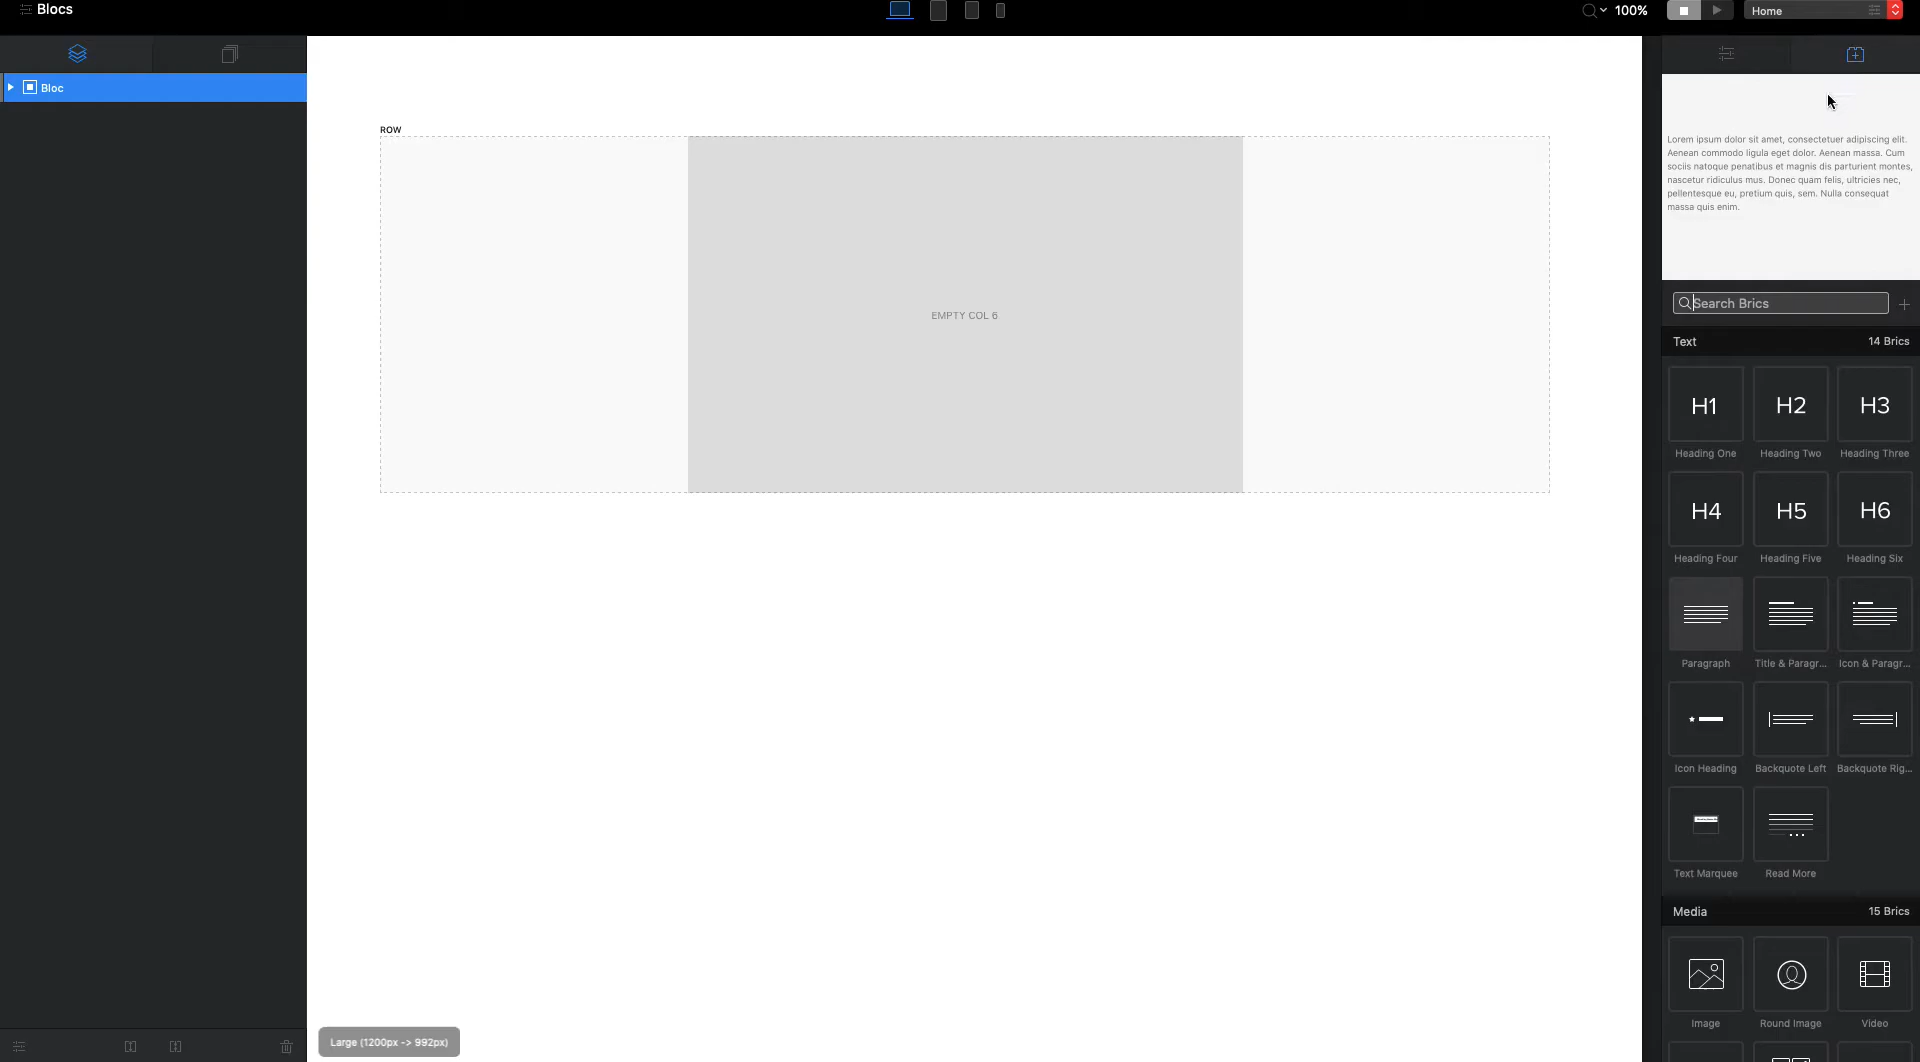 Blocs
100%
Home
Bloc
ROW
EMPTY COL 6
Large (1200px -> 992px)
Lorem ipsum dolor sit amet, consectetuer adipiscing elit.
Aenean commodo ligula eget dolor. Aenean massa. Cum
sociis natoque penatibus et magnis dis parturient montes,
nascetur ridiculus mus. Donec quam felis, ultricies nec,
pellentesque eu, pretium quis, sem. Nulla consequat
massa quis enim.
Search Brics
Text 14 Brics
H1 H2 H3
Heading One Heading Two Heading Three
H4 H5 H6
Heading Four Heading Five Heading Six
Paragraph Title & Paragr... Icon & Paragr...
Icon Heading Backquote Left Backquote Rig...
Text Marquee Read More
Media 15 Brics
Image Round Image Video